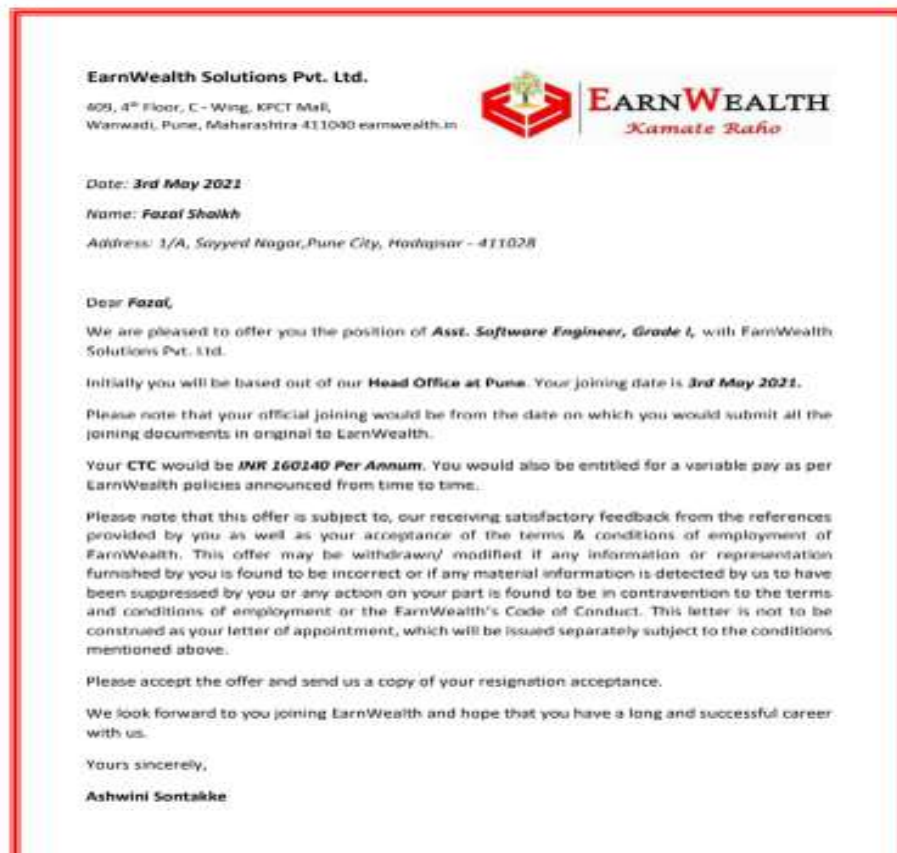 EarnWealth Solutions Pvt. Ltd.
409, 4th Floor, C - Wing, KPCT Mall,
Wanwadi, Pune, Maharashtra 411040 earnwealth.in
EARNWEALTH
Kamate Raho
Date: 3rd May 2021
Name: Fazal Shaikh
Address: 1/A, Sayyed Nagar,Pune City, Hadapsar - 411028
Dear Fazal,
We are pleased to offer you the position of Asst. Software Engineer, Grade I, with EarnWealth
Solutions Pvt. Ltd.
Initially you will be based out of our Head Office at Pune. Your joining date is 3rd May 2021.
Please note that your official joining would be from the date on which you would submit all the
joining documents in original to EarnWealth.
Your CTC would be INR 160140 Per Annum. You would also be entitled for a variable pay as per
EarnWealth policies announced from time to time.
Please note that this offer is subject to, our receiving satisfactory feedback from the references
provided by you as well as your acceptance of the terms & conditions of employment of
EarnWealth. This offer may be withdrawn/ modified if any information or representation
furnished by you is found to be incorrect or if any material information is detected by us to have
been suppressed by you or any action on your part is found to be in contravention to the terms
and conditions of employment or the EarnWealth's Code of Conduct. This letter is not to be
construed as your letter of appointment, which will be issued separately subject to the conditions
mentioned above.
Please accept the offer and send us a copy of your resignation acceptance.
We look forward to you joining EarnWealth and hope that you have a long and successful career
with us.
Yours sincerely,
Ashwini Sontakke